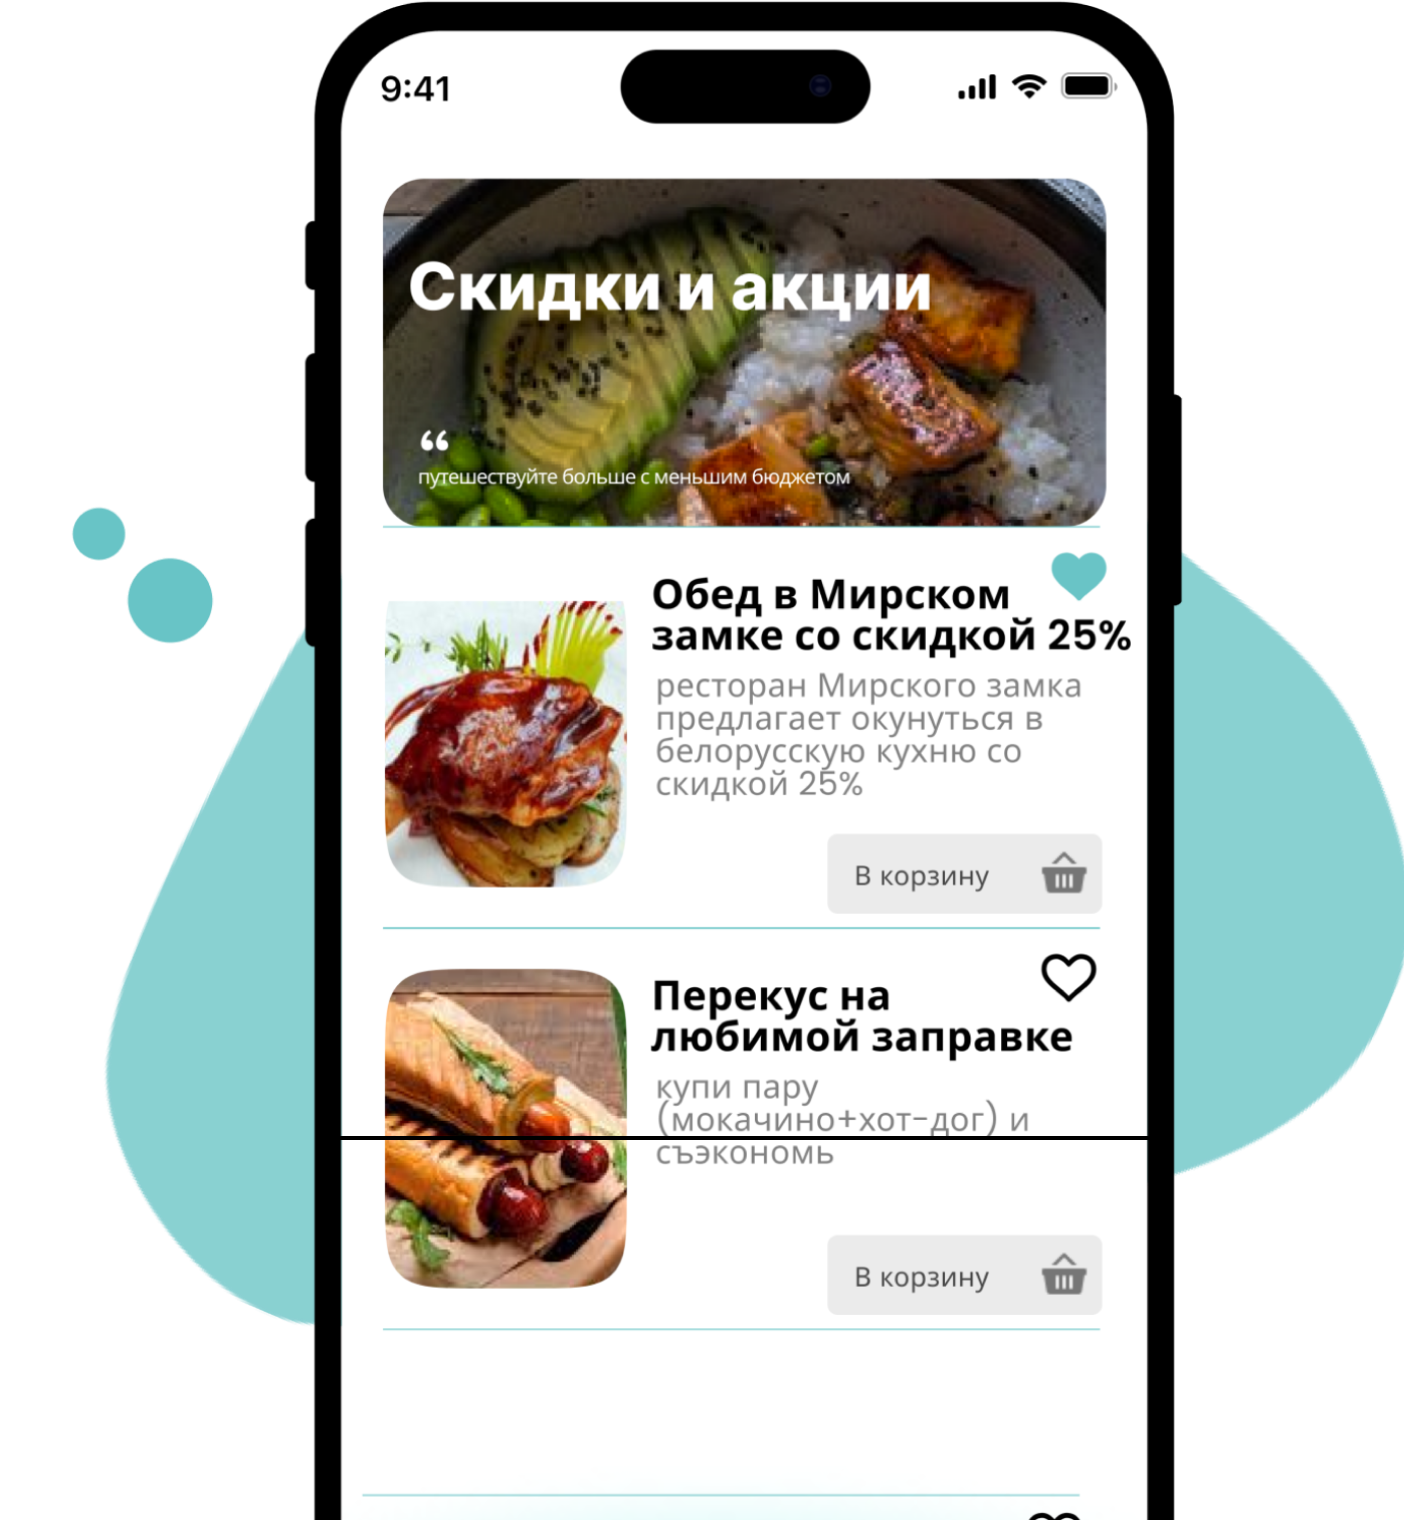 9:41
Скидки и акции
“
путешествуйте больше с меньшим бюджетом
Обед в Мирском
замке со скидкой 25%
ресторан Мирского замка
предлагает окунуться в
белорусскую кухню со
скидкой 25%
В корзину
Перекус на
любимой заправке
купи пару
(мокачино+хот-дог) и
съэкономь
В корзину